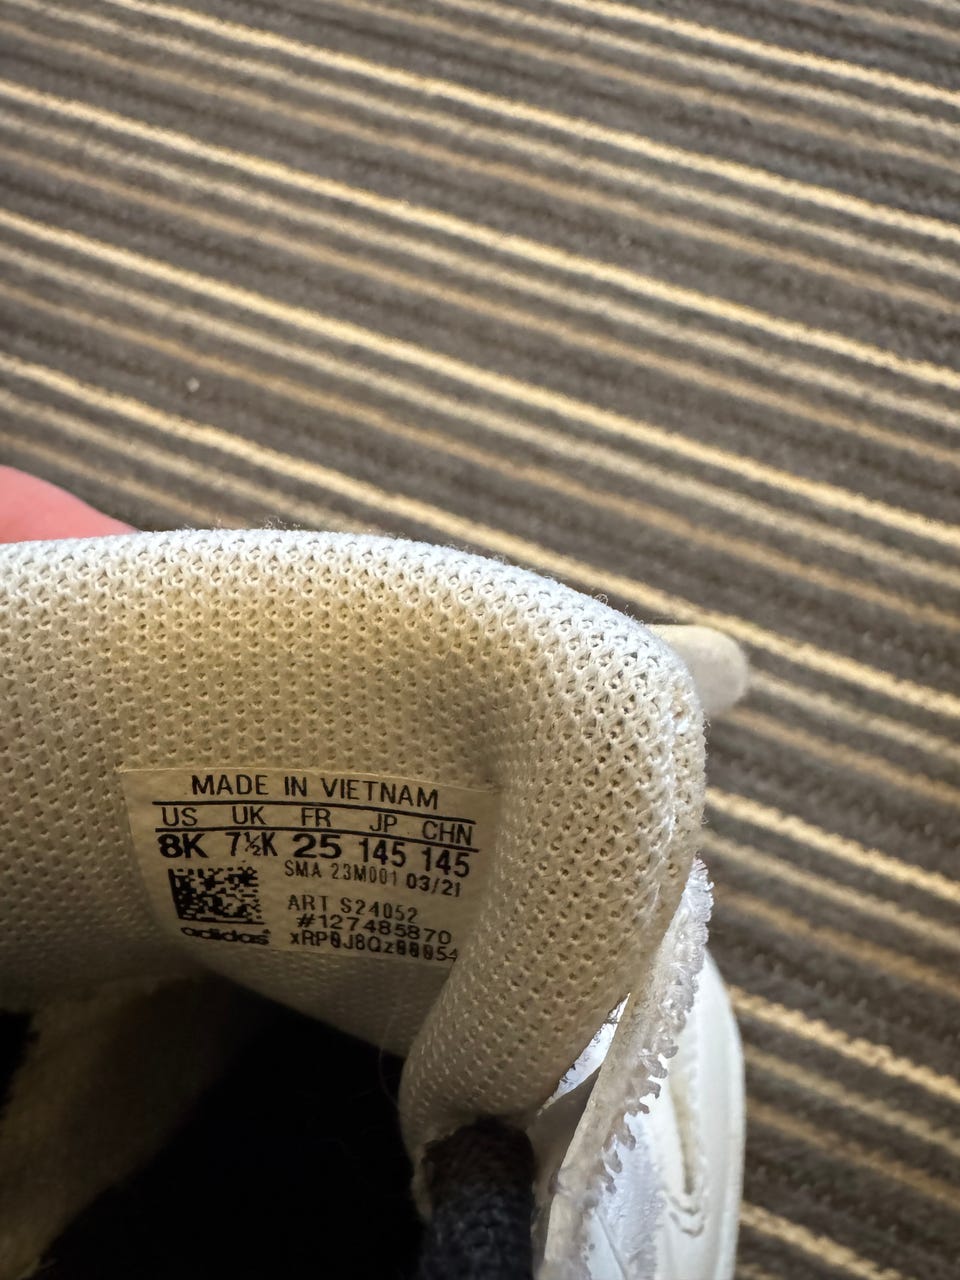 MADE IN VIETNAM
US UK FR JP CHN
8K 7½K 25 145 145
SMA 23M001 03/21
ART S24052
#127485870
adidas xRP0J8Qz00054